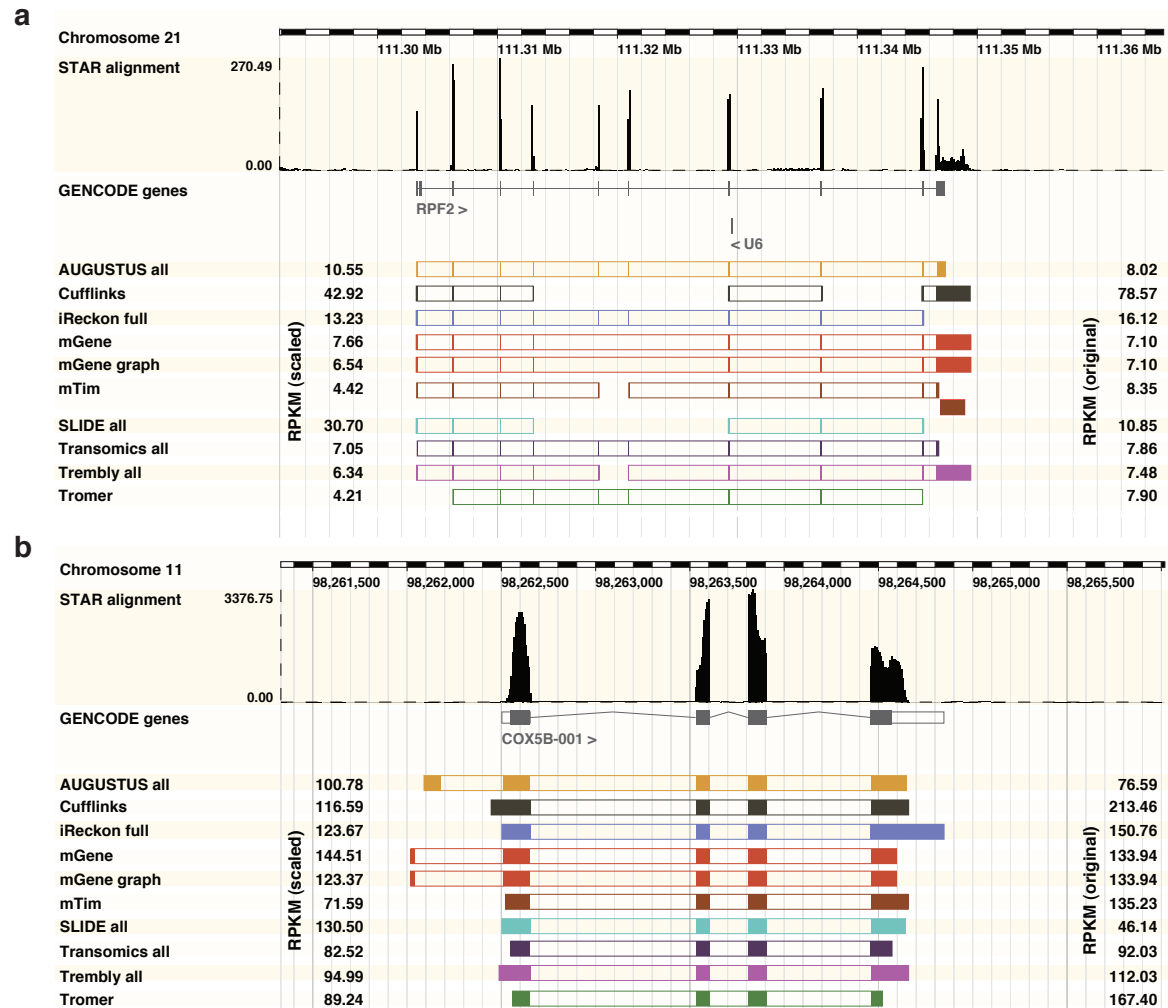 a
Chromosome 21
111.30 Mb 111.31 Mb 111.32 Mb 111.33 Mb 111.34 Mb 111.35 Mb 111.36 Mb
STAR alignment 270.49
0.00
GENCODE genes
RPF2 >
< U6
RPKM (scaled)
RPKM (original)
AUGUSTUS all 10.55 8.02
Cufflinks 42.92 78.57
iReckon full 13.23 16.12
mGene 7.66 7.10
mGene graph 6.54 7.10
mTim 4.42 8.35
SLIDE all 30.70 10.85
Transomics all 7.05 7.86
Trembly all 6.34 7.48
Tromer 4.21 7.90
b
Chromosome 11
98,261,500 98,262,000 98,262,500 98,263,000 98,263,500 98,264,000 98,264,500 98,265,000 98,265,500
STAR alignment 3376.75
0.00
GENCODE genes
COX5B-001 >
RPKM (scaled)
RPKM (original)
AUGUSTUS all 100.78 76.59
Cufflinks 116.59 213.46
iReckon full 123.67 150.76
mGene 144.51 133.94
mGene graph 123.37 133.94
mTim 71.59 135.23
SLIDE all 130.50 46.14
Transomics all 82.52 92.03
Trembly all 94.99 112.03
Tromer 89.24 167.40